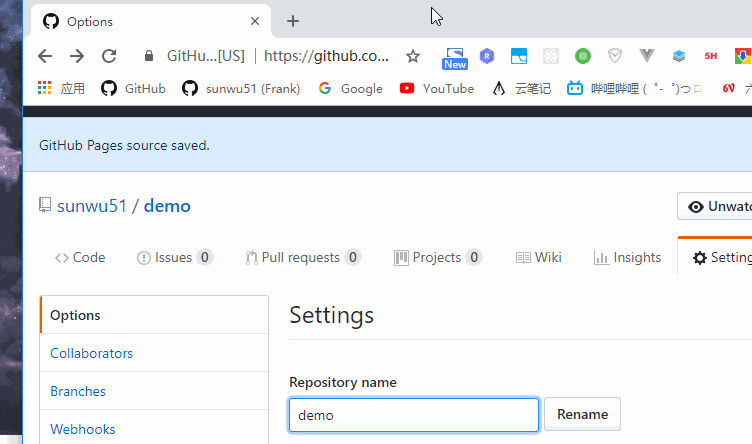 Options
GitHu...[US] https://github.co...
New 5H
应用 GitHub sunwu51 (Frank) Google YouTube 云笔记 哔哩哔哩 ( ゜- ゜)つロ
GitHub Pages source saved.
sunwu51 / demo
Unwatc
Code Issues 0 Pull requests 0 Projects 0 Wiki Insights Setting
Options
Settings
Collaborators
Repository name
Branches
demo Rename
Webhooks